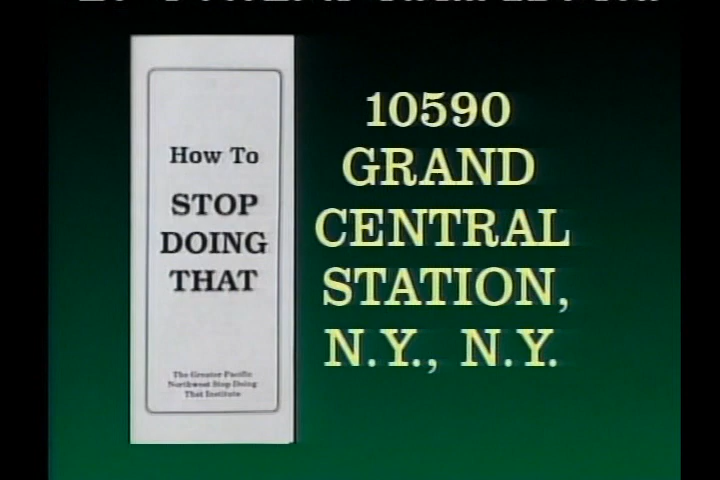 How To
STOP
DOING
THAT
The Greater Pacific
Northwest Stop Doing
That Institute
10590
GRAND
CENTRAL
STATION,
N.Y., N.Y.